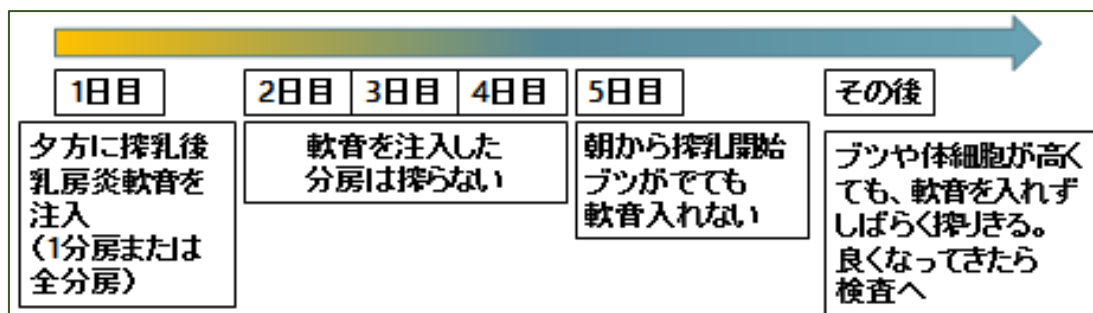 1日目
2日目 3日目 4日目
5日目
その後
夕方に搾乳後
乳房炎軟膏を
注入
(1分房または
全分房)
軟膏を注入した
分房は搾らない
朝から搾乳開始
ブツがでても
軟膏入れない
ブツや体細胞が高く
ても、軟膏を入れず
しばらく搾りきる。
良くなってきたら
検査へ